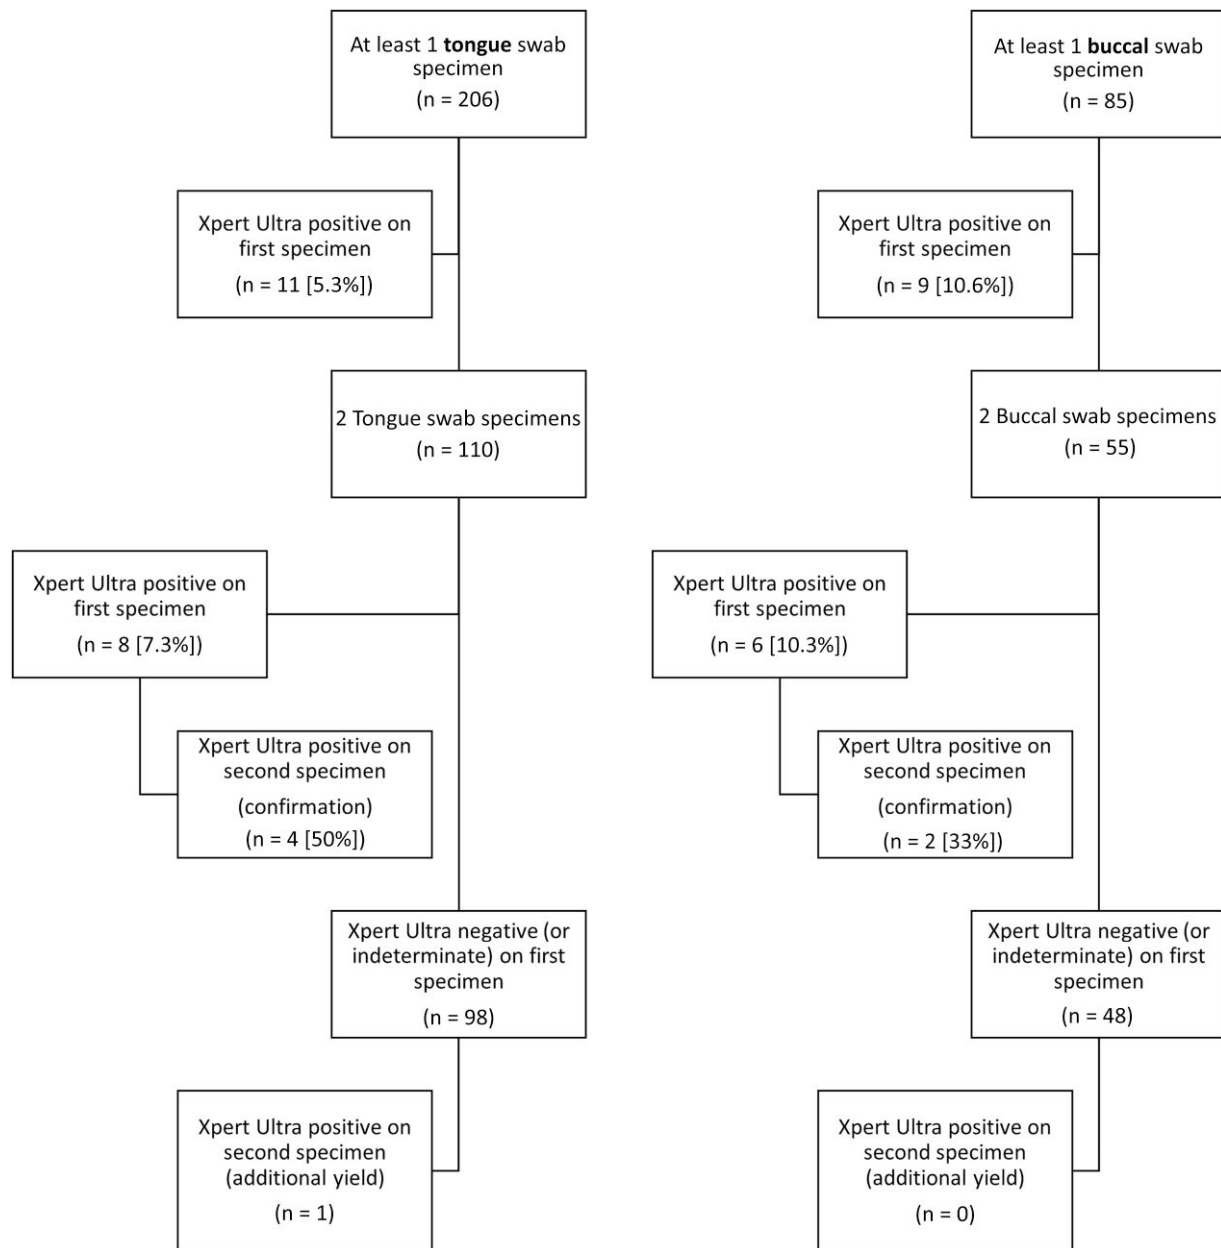 At least 1 tongue swab
specimen
(n = 206)
Xpert Ultra positive on
first specimen
(n = 11 [5.3%])
2 Tongue swab specimens
(n = 110)
Xpert Ultra positive on
first specimen
(n = 8 [7.3%])
Xpert Ultra positive on
second specimen
(confirmation)
(n = 4 [50%])
Xpert Ultra negative (or
indeterminate) on first
specimen
(n = 98)
Xpert Ultra positive on
second specimen
(additional yield)
(n = 1)
At least 1 buccal swab
specimen
(n = 85)
Xpert Ultra positive on
first specimen
(n = 9 [10.6%])
2 Buccal swab specimens
(n = 55)
Xpert Ultra positive on
first specimen
(n = 6 [10.3%])
Xpert Ultra positive on
second specimen
(confirmation)
(n = 2 [33%])
Xpert Ultra negative (or
indeterminate) on first
specimen
(n = 48)
Xpert Ultra positive on
second specimen
(additional yield)
(n = 0)